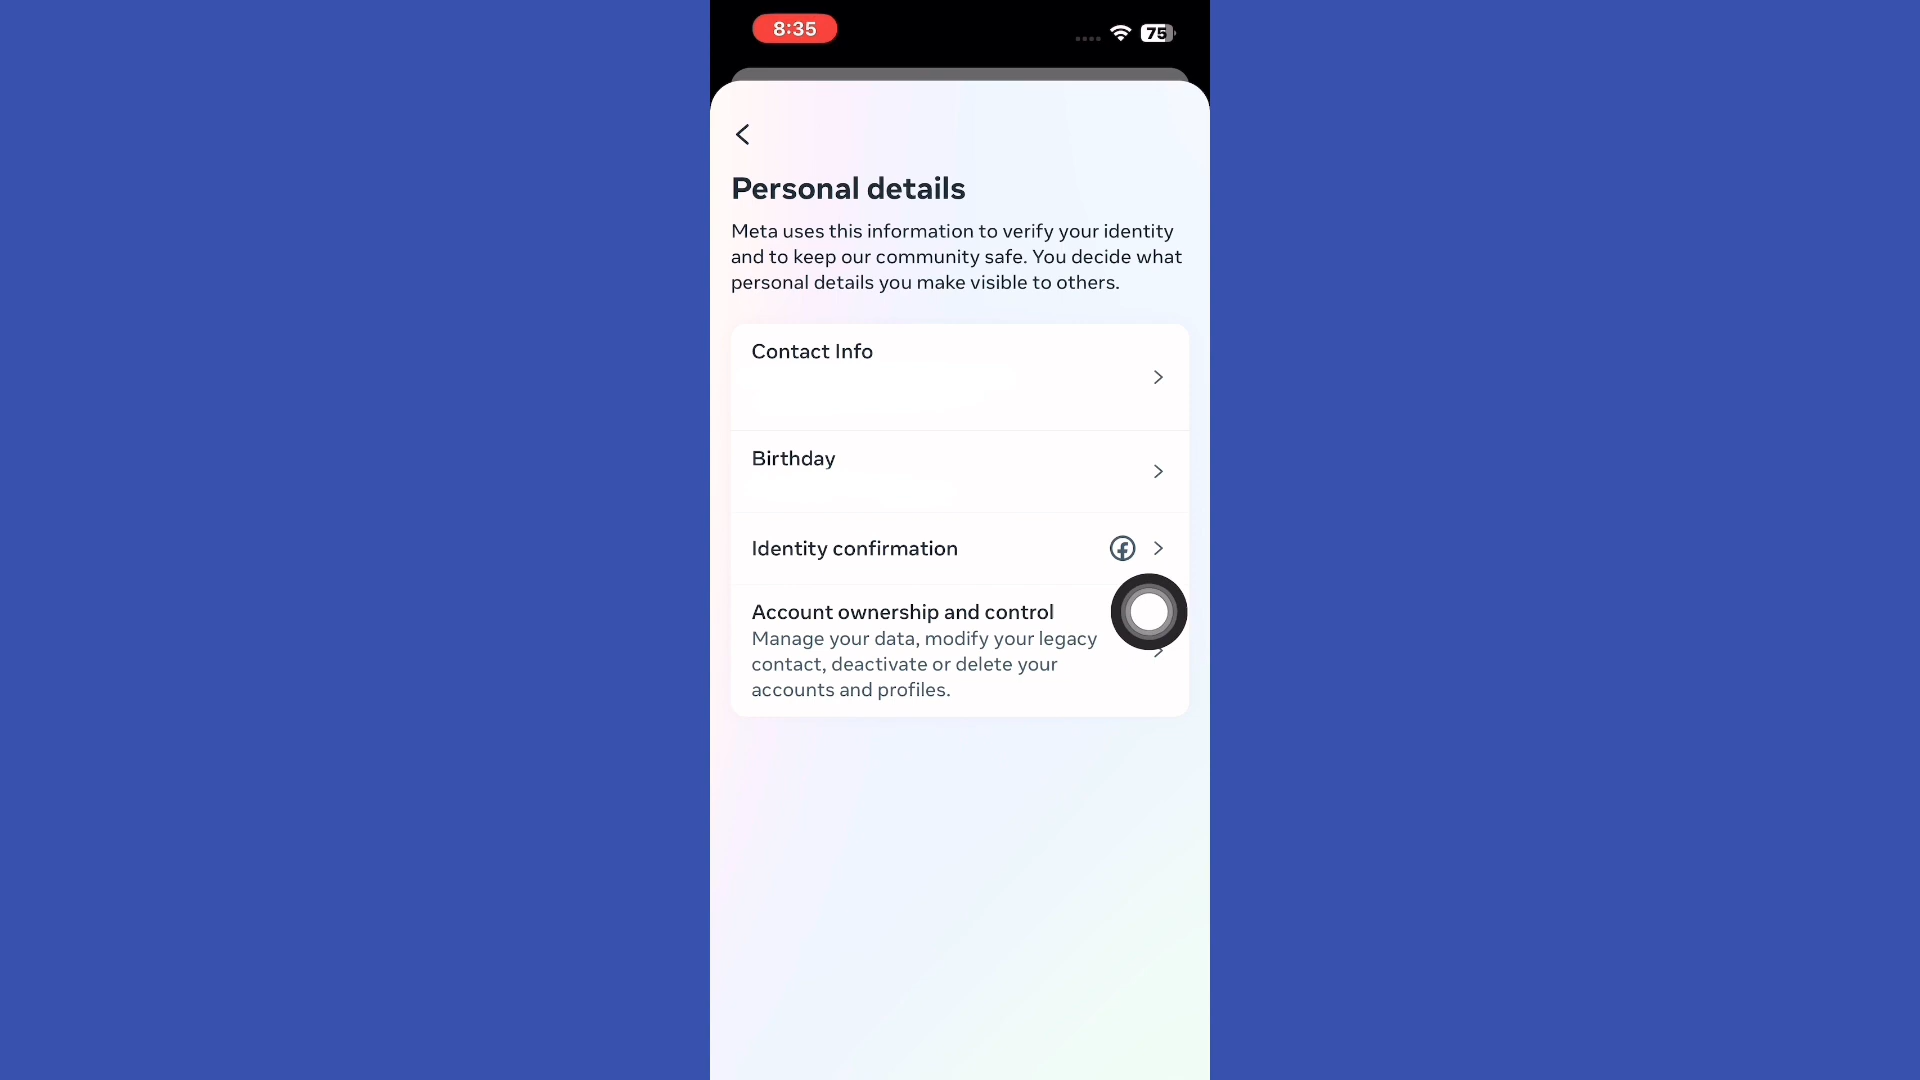 8:35
75
Personal details
Meta uses this information to verify your identity
and to keep our community safe. You decide what
personal details you make visible to others.
Contact Info
Birthday
Identity confirmation
Account ownership and control
Manage your data, modify your legacy
contact, deactivate or delete your
accounts and profiles.